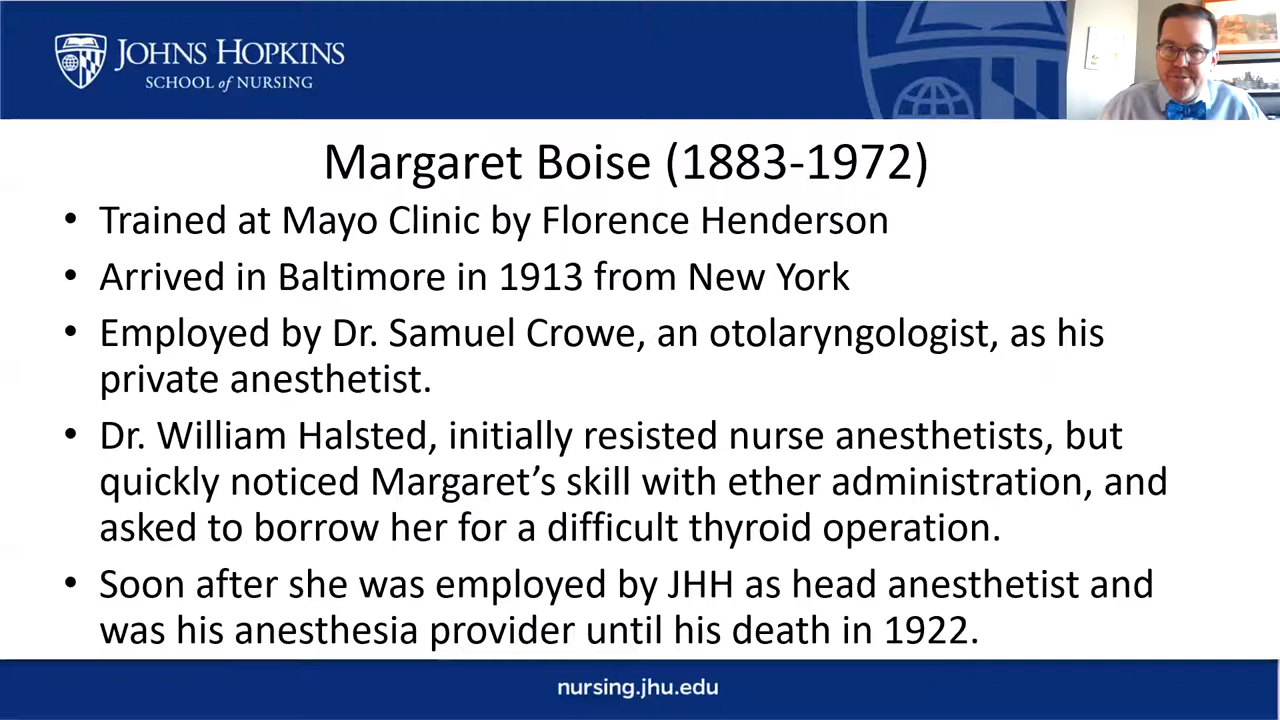 JOHNS HOPKINS
SCHOOL of NURSING
Margaret Boise (1883-1972)
• Trained at Mayo Clinic by Florence Henderson
• Arrived in Baltimore in 1913 from New York
• Employed by Dr. Samuel Crowe, an otolaryngologist, as his
private anesthetist.
• Dr. William Halsted, initially resisted nurse anesthetists, but
quickly noticed Margaret’s skill with ether administration, and
asked to borrow her for a difficult thyroid operation.
• Soon after she was employed by JHH as head anesthetist and
was his anesthesia provider until his death in 1922.
nursing.jhu.edu